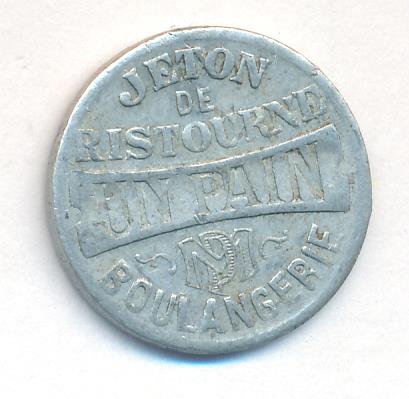 JETON
DE
RISTOURNE
UN PAIN
BOULANGERIE